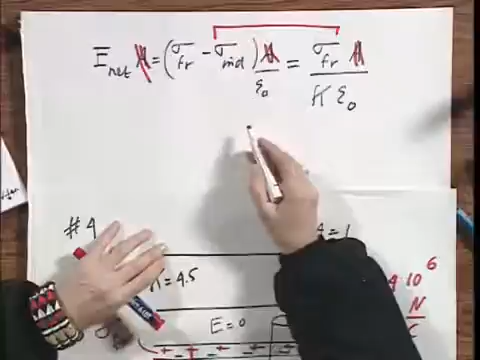 E_net A = (σ_fr - σ_ind) A/ε₀ = σ_fr A / K ε₀
#4
= 1
K = 4.5
10⁶
N
E = 0
C
+ - + - + - +